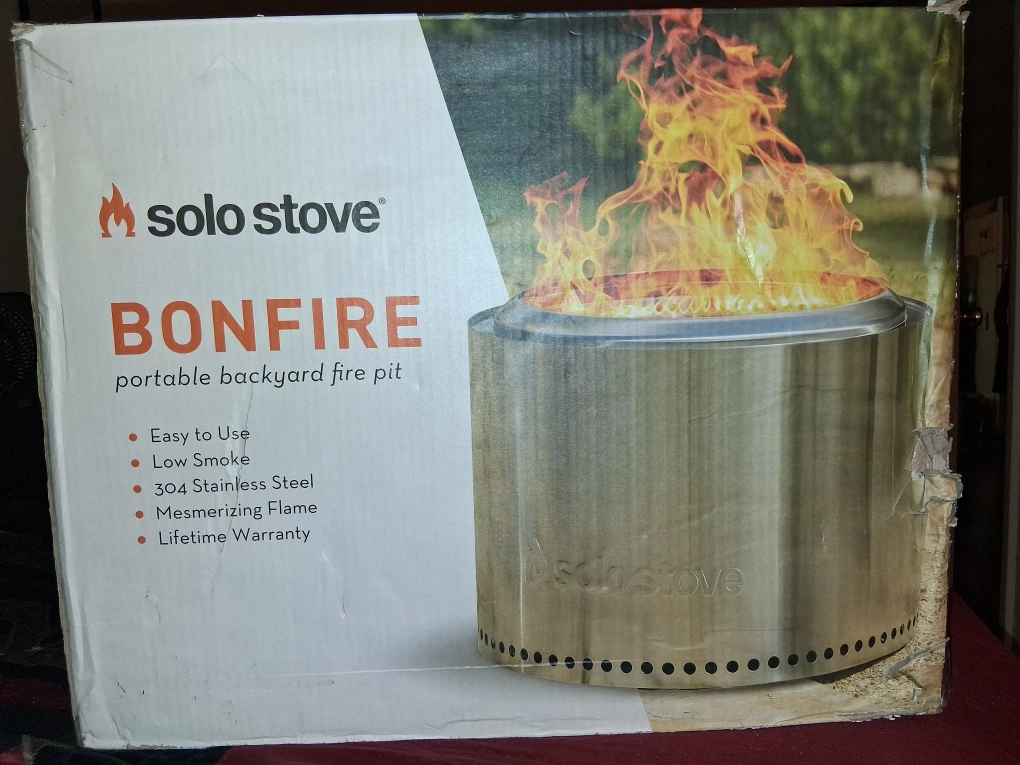 solo stove®
BONFIRE
portable backyard fire pit
Easy to Use
Low Smoke
304 Stainless Steel
Mesmerizing Flame
Lifetime Warranty
solo stove